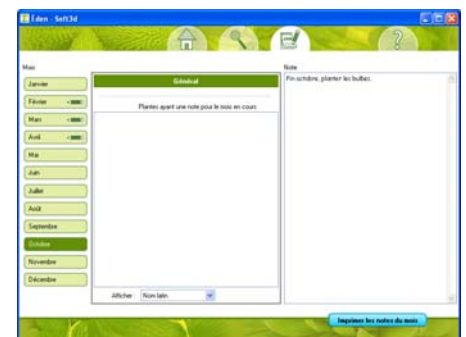 Eden - Soft3d
?
Mois
Janvier
Février
Mars
Avril
Mai
Juin
Juillet
Août
Septembre
Octobre
Novembre
Décembre
Général
Plantes ayant une note pour le mois en cours
Afficher Nom latin
Note
Fin octobre, planter les bulbes.
Imprimer les notes du mois